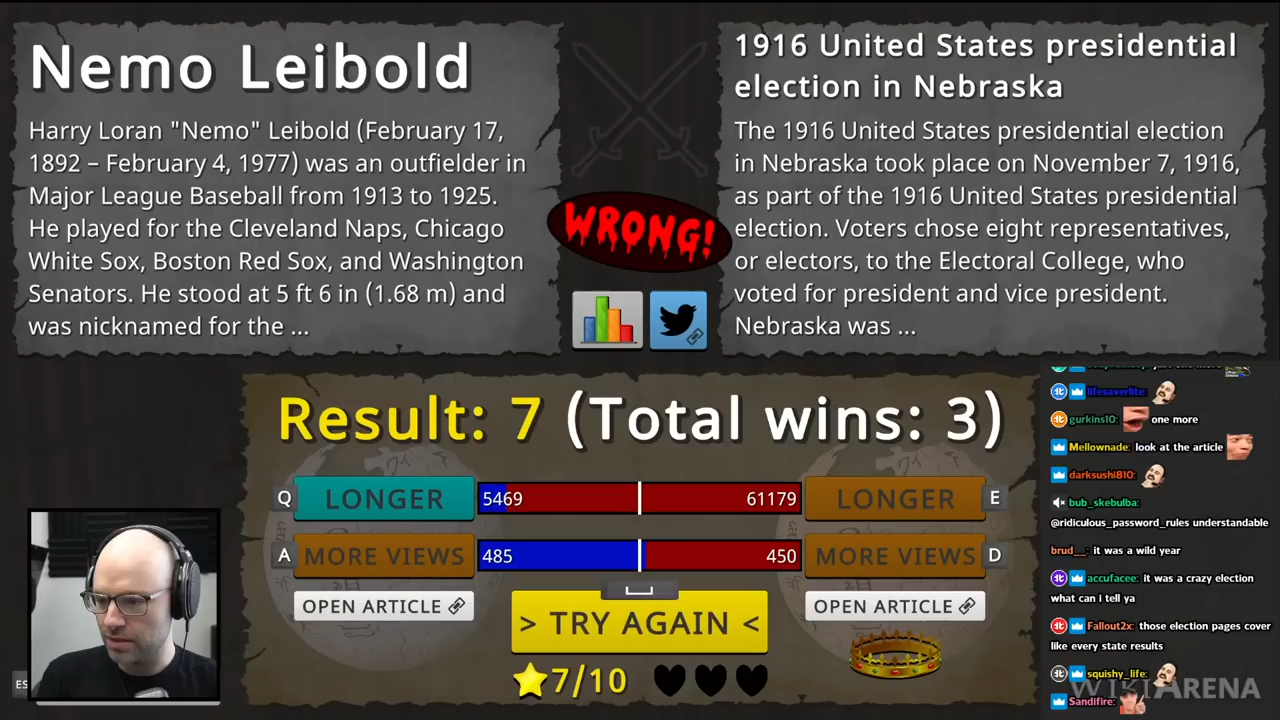 Nemo Leibold
Harry Loran "Nemo" Leibold (February 17,
1892 – February 4, 1977) was an outfielder in
Major League Baseball from 1913 to 1925.
He played for the Cleveland Naps, Chicago
White Sox, Boston Red Sox, and Washington
Senators. He stood at 5 ft 6 in (1.68 m) and
was nicknamed for the ...
WRONG!
1916 United States presidential
election in Nebraska
The 1916 United States presidential election
in Nebraska took place on November 7, 1916,
as part of the 1916 United States presidential
election. Voters chose eight representatives,
or electors, to the Electoral College, who
voted for president and vice president.
Nebraska was ...
Result: 7 (Total wins: 3)
Q LONGER 5469 61179 LONGER E
A MORE VIEWS 485 450 MORE VIEWS D
OPEN ARTICLE OPEN ARTICLE
> TRY AGAIN <
7/10
ES
lifesaverlite:
gurkins10: one more
Mellownade: look at the article
darksushi810:
bub_skebulba:
@ridiculous_password_rules understandable
brud__: it was a wild year
accufacee: it was a crazy election
what can i tell ya
Fallout2x: those election pages cover
like every state results
squishy_life:
Sandifire:
WIKIARENA